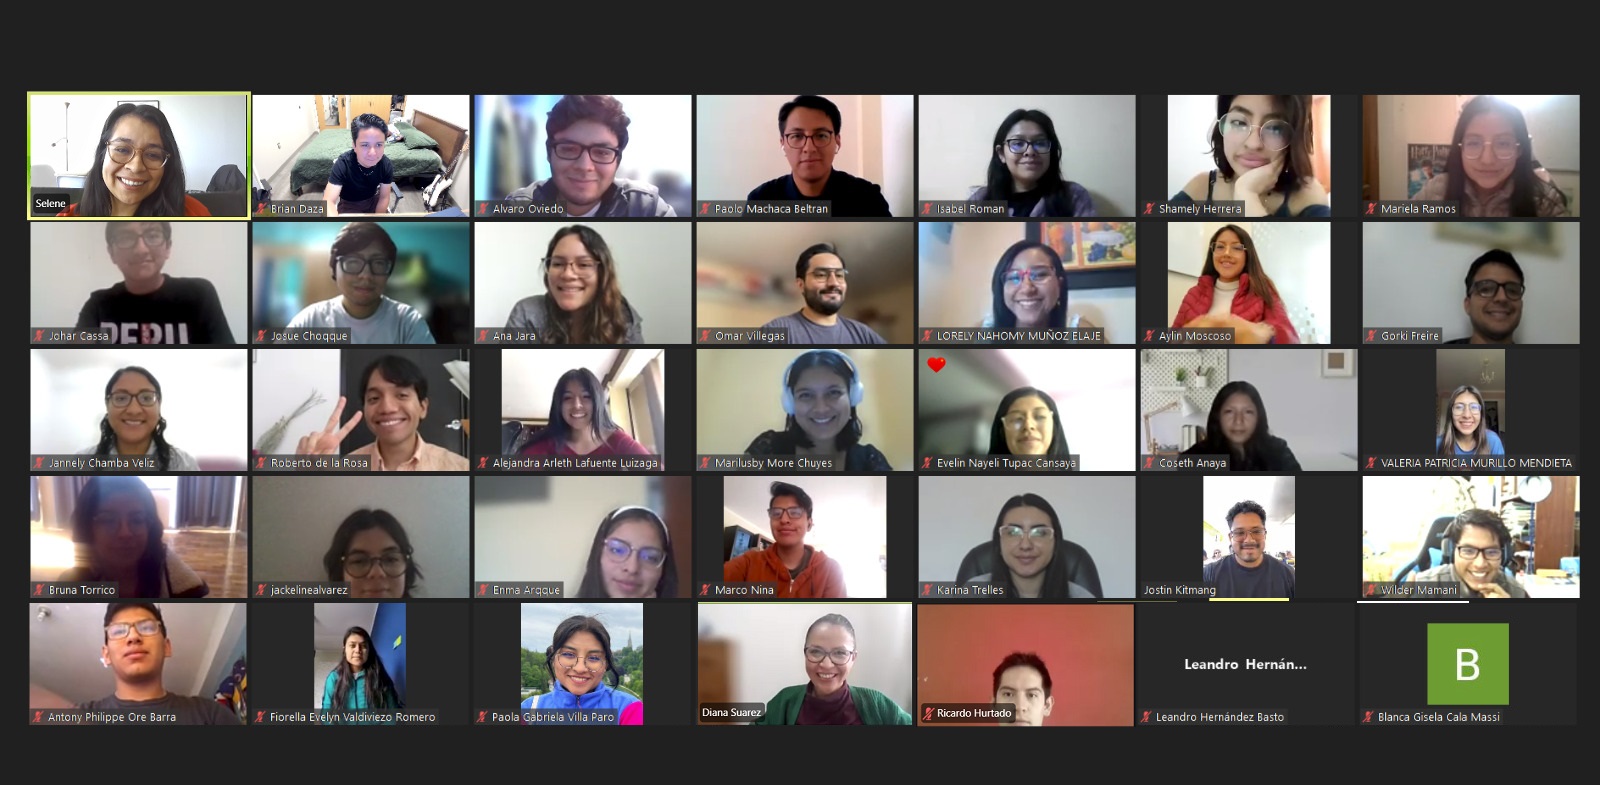 Selene
Brian Daza
Alvaro Oviedo
Paolo Machaca Beltran
Isabel Roman
Shamely Herrera
Mariela Ramos
PERU
Johar Cassa
Josue Choqque
Ana Jara
Omar Villegas
LORELY NAHOMY MUÑOZ ELAJE
Aylin Moscoso
Gorki Freire
Jannely Chamba Veliz
Roberto de la Rosa
Alejandra Arleth Lafuente Luizaga
Marilusby More Chuyes
Evelin Nayeli Tupac Cansaya
Coseth Anaya
VALERIA PATRICIA MURILLO MENDIETA
Bruna Torrico
jackelinealvarez
Enma Arqque
Marco Nina
Karina Trelles
Jostin Kitmang
Wilder Mamani
Antony Philippe Ore Barra
Fiorella Evelyn Valdiviezo Romero
Paola Gabriela Villa Paro
Diana Suarez
Ricardo Hurtado
Leandro Hernán...
Leandro Hernández Basto
B
Blanca Gisela Cala Massi